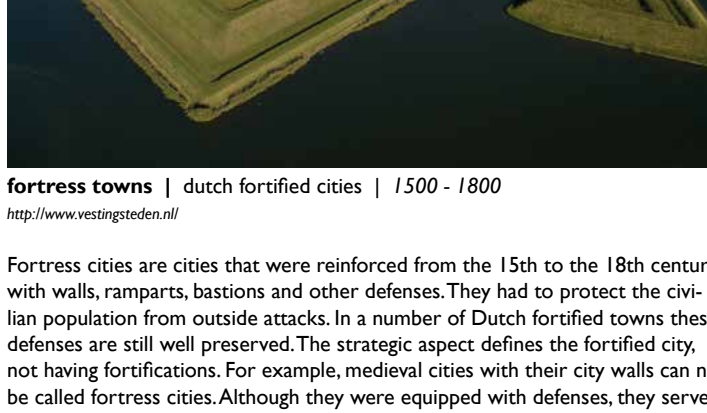 fortress towns | dutch fortified cities | 1500 - 1800
http://www.vestingsteden.nl/
Fortress cities are cities that were reinforced from the 15th to the 18th centur
with walls, ramparts, bastions and other defenses. They had to protect the civi-
lian population from outside attacks. In a number of Dutch fortified towns thes
defenses are still well preserved. The strategic aspect defines the fortified city,
not having fortifications. For example, medieval cities with their city walls can n
be called fortress cities. Although they were equipped with defenses, they serve